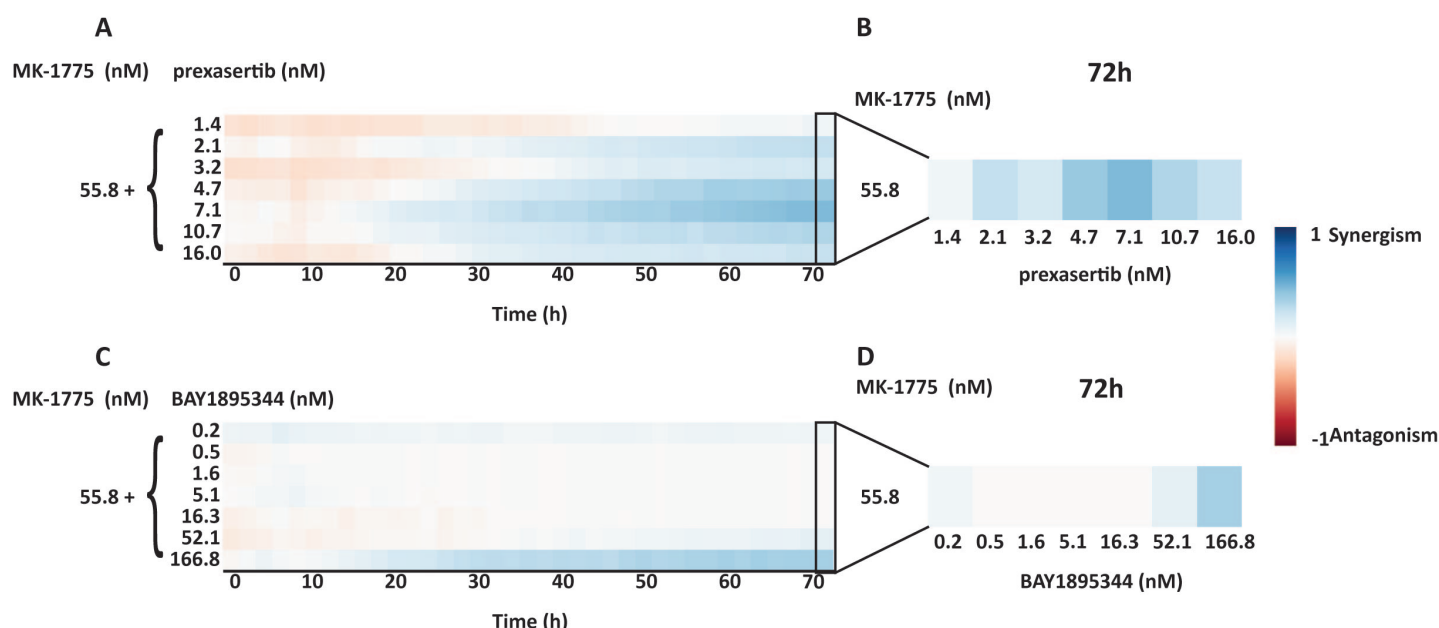 A
MK-1775 (nM) prexasertib (nM)
1.4
2.1
3.2
4.7
7.1
10.7
16.0
55.8 +
0 10 20 30 40 50 60 70
Time (h)
B
72h
MK-1775 (nM)
55.8
1.4 2.1 3.2 4.7 7.1 10.7 16.0
prexasertib (nM)
1 Synergism
-1 Antagonism
C
MK-1775 (nM) BAY1895344 (nM)
0.2
0.5
1.6
5.1
16.3
52.1
166.8
55.8 +
0 10 20 30 40 50 60 70
Time (h)
D
MK-1775 (nM) 72h
55.8
0.2 0.5 1.6 5.1 16.3 52.1 166.8
BAY1895344 (nM)